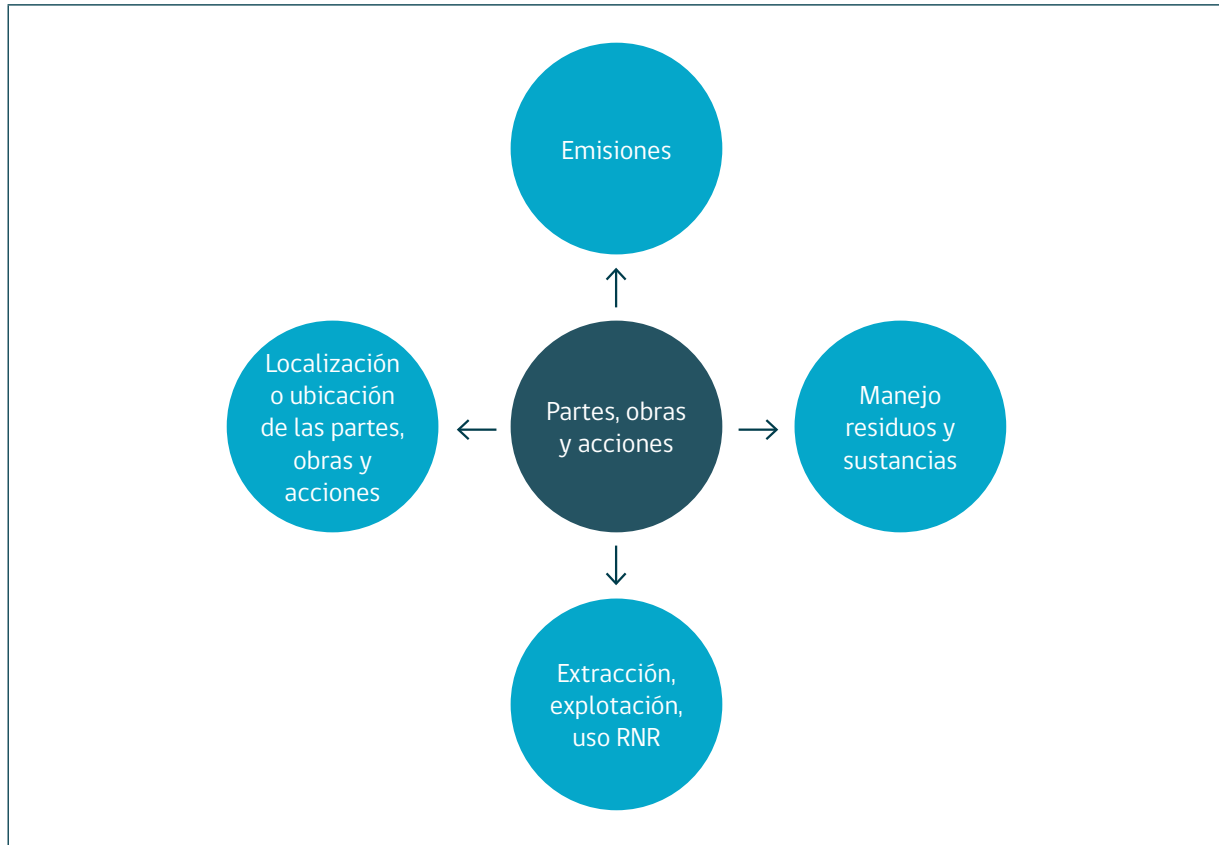 Emisiones
Localización
o ubicación
de las partes,
obras y
acciones
Partes, obras
y acciones
Manejo
residuos y
sustancias
Extracción,
explotación,
uso RNR